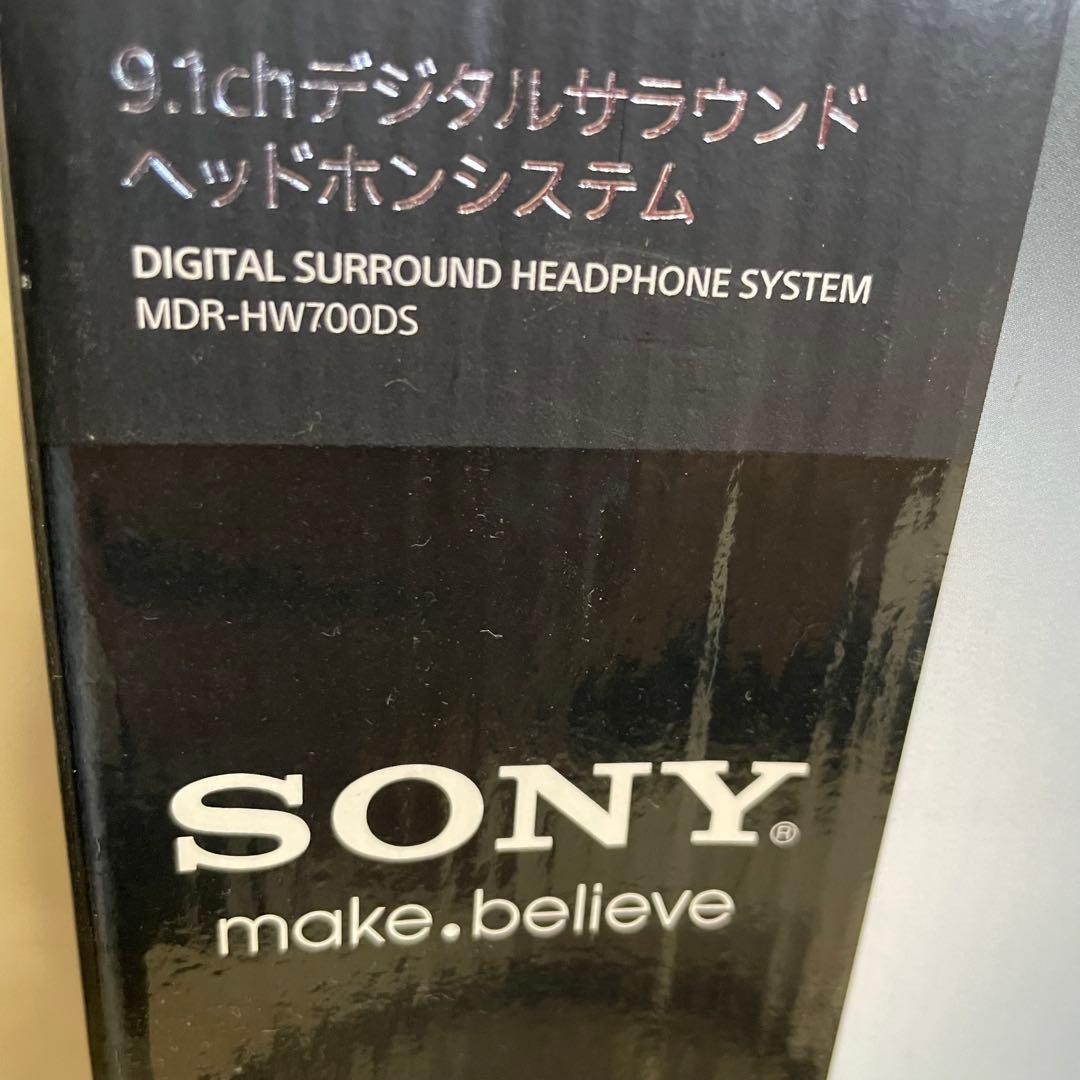 9.1chデジタルサラウンド
ヘッドホンシステム
DIGITAL SURROUND HEADPHONE SYSTEM
MDR-HW700DS
SONY®
make.believe